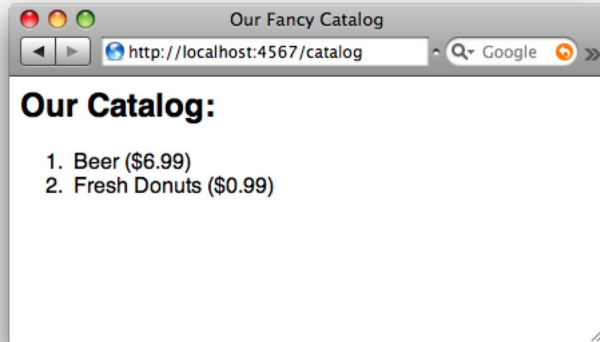 Our Fancy Catalog
http://localhost:4567/catalog
Google
Our Catalog:
1. Beer ($6.99)
2. Fresh Donuts ($0.99)